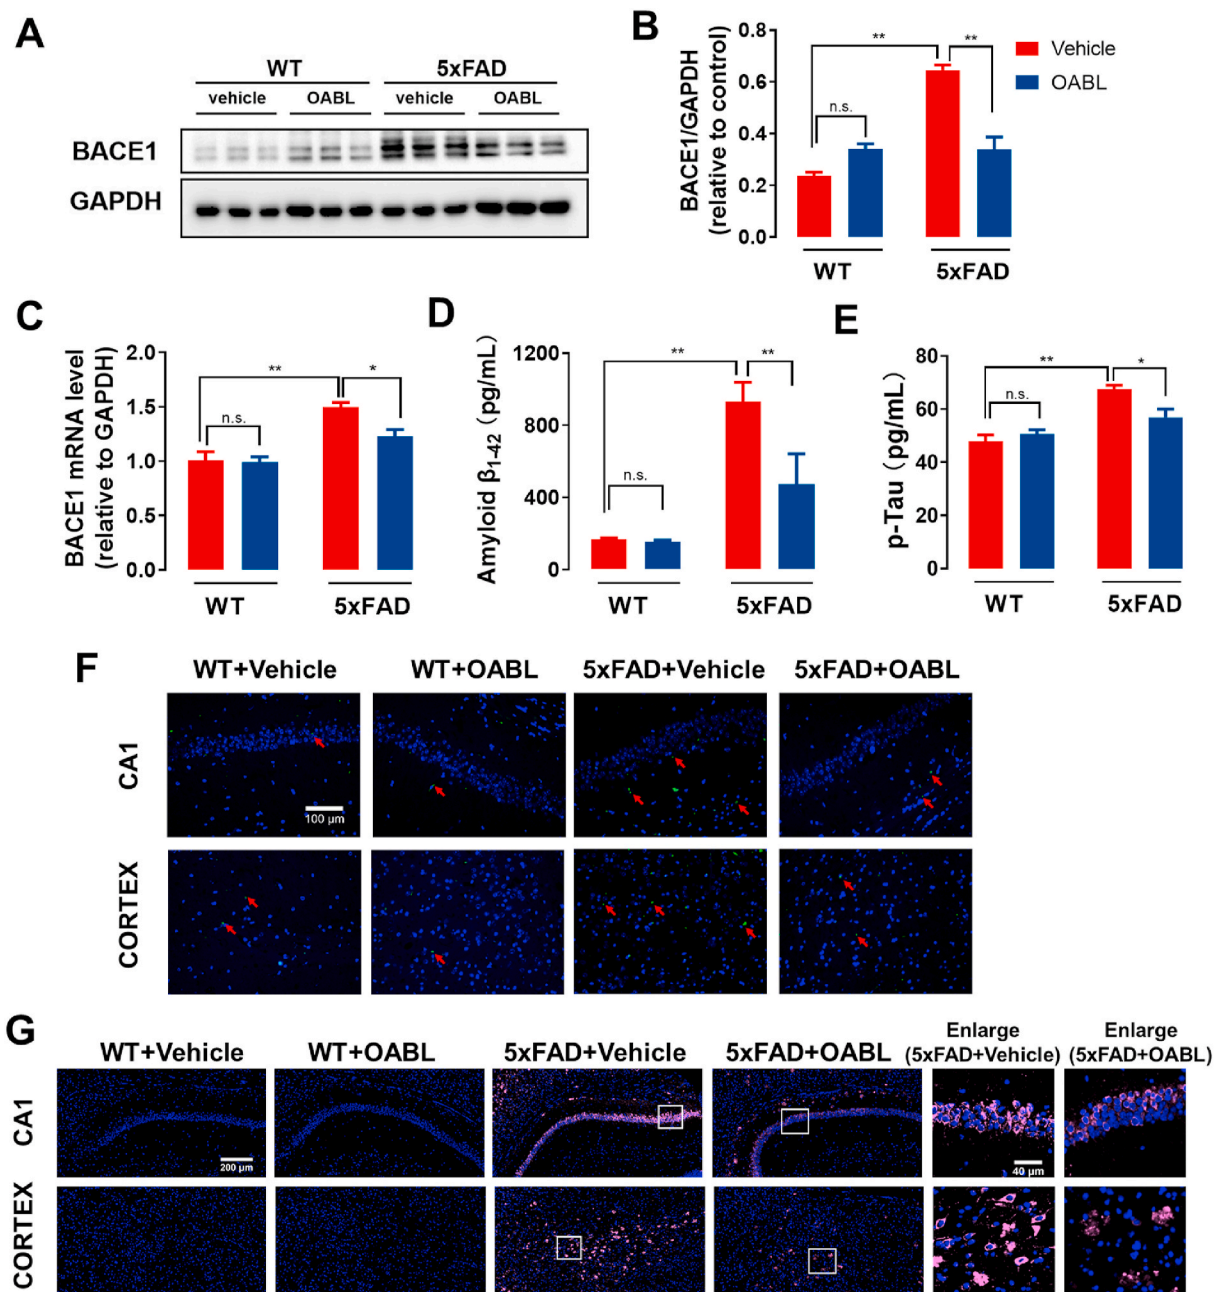 A
WT 5xFAD
vehicle OABL vehicle OABL
BACE1
GAPDH
B
BACE1/GAPDH
(relative to control)
0.8
0.6
0.4
0.2
0.0
** **
n.s.
Vehicle
OABL
WT 5xFAD
C
BACE1 mRNA level
(relative to GAPDH)
2.0
1.5
1.0
0.5
0.0
** *
n.s.
WT 5xFAD
D
Amyloid β1-42 (pg/mL)
1200
800
400
0
** **
n.s.
WT 5xFAD
E
p-Tau (pg/mL)
80
60
40
20
0
** *
n.s.
WT 5xFAD
F
WT+Vehicle WT+OABL 5xFAD+Vehicle 5xFAD+OABL
CA1
100 μm
CORTEX
G
WT+Vehicle WT+OABL 5xFAD+Vehicle 5xFAD+OABL
Enlarge
(5xFAD+Vehicle)
Enlarge
(5xFAD+OABL)
CA1
200 μm
40 μm
CORTEX